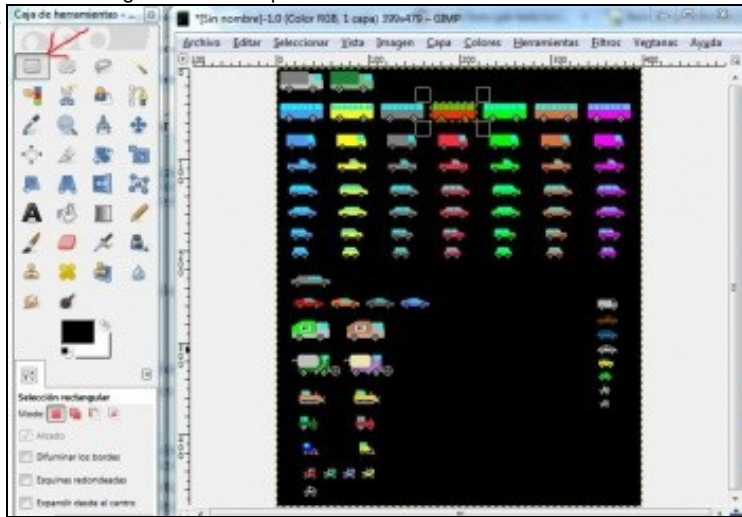 Caja de herramientas - ...
*[Sin nombre]-1.0 (Color RGB, 1 capa) 399x479 – GIMP
Archivo Editar Seleccionar Vista Imagen Capa Colores Herramientas Filtros Ventanas Ayuda
Selección rectangular
Modo:
Alisado
Difuminar los bordes
Esquinas redondeadas
Expandir desde el centro